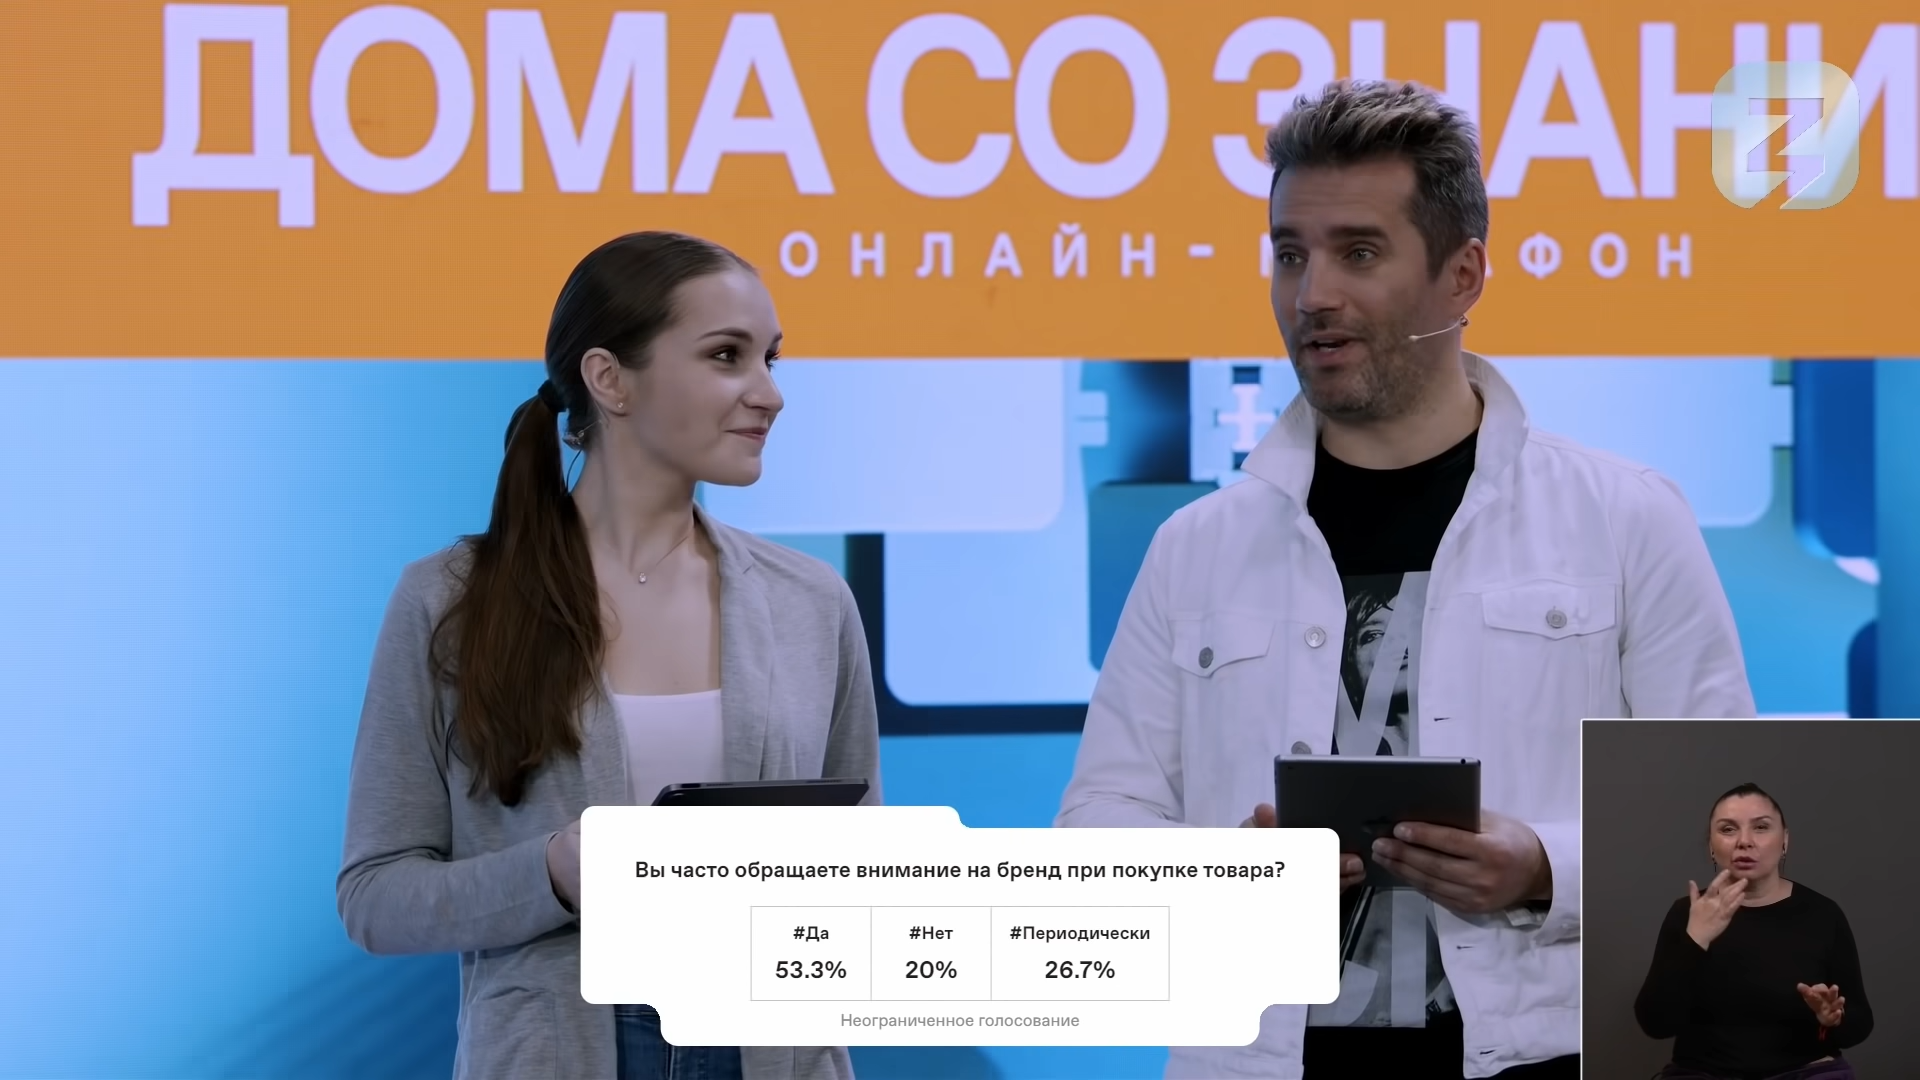 ДОМА СО ЗНАНИ
ОНЛАЙН-
ФОН
Вы часто обращаете внимание на бренд при покупке товара?
#Да #Нет #Периодически
53.3% 20% 26.7%
Неограниченное голосование